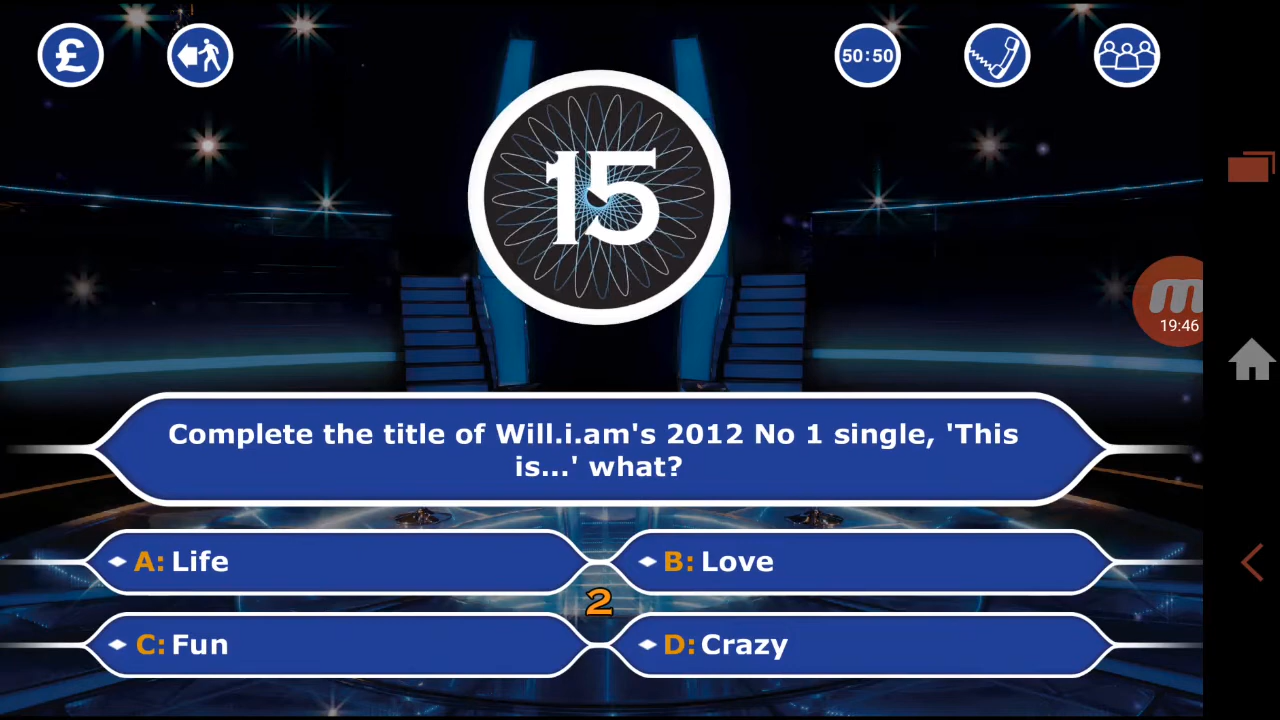 £
50:50
15
19:46
Complete the title of Will.i.am's 2012 No 1 single, 'This
is...' what?
A: Life
B: Love
2
C: Fun
D: Crazy